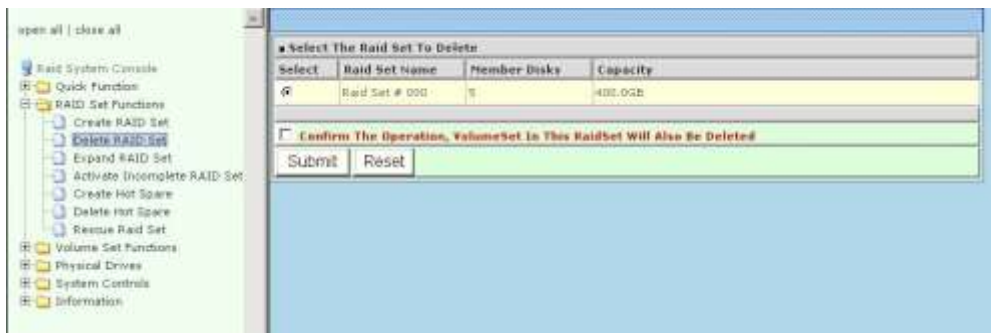 open all | close all
Raid System Console
Quick Function
RAID Set Functions
Create RAID Set
Delete RAID Set
Expand RAID Set
Activate Incomplete RAID Set
Create Hot Spare
Delete Hot Spare
Rescue Raid Set
Volume Set Functions
Physical Drives
System Controls
Information
Select The Raid Set To Delete
Select Raid Set Name Member Disks Capacity
Raid Set # 000 5 400.0GB
Confirm The Operation, VolumeSet In This RaidSet Will Also Be Deleted
Submit Reset